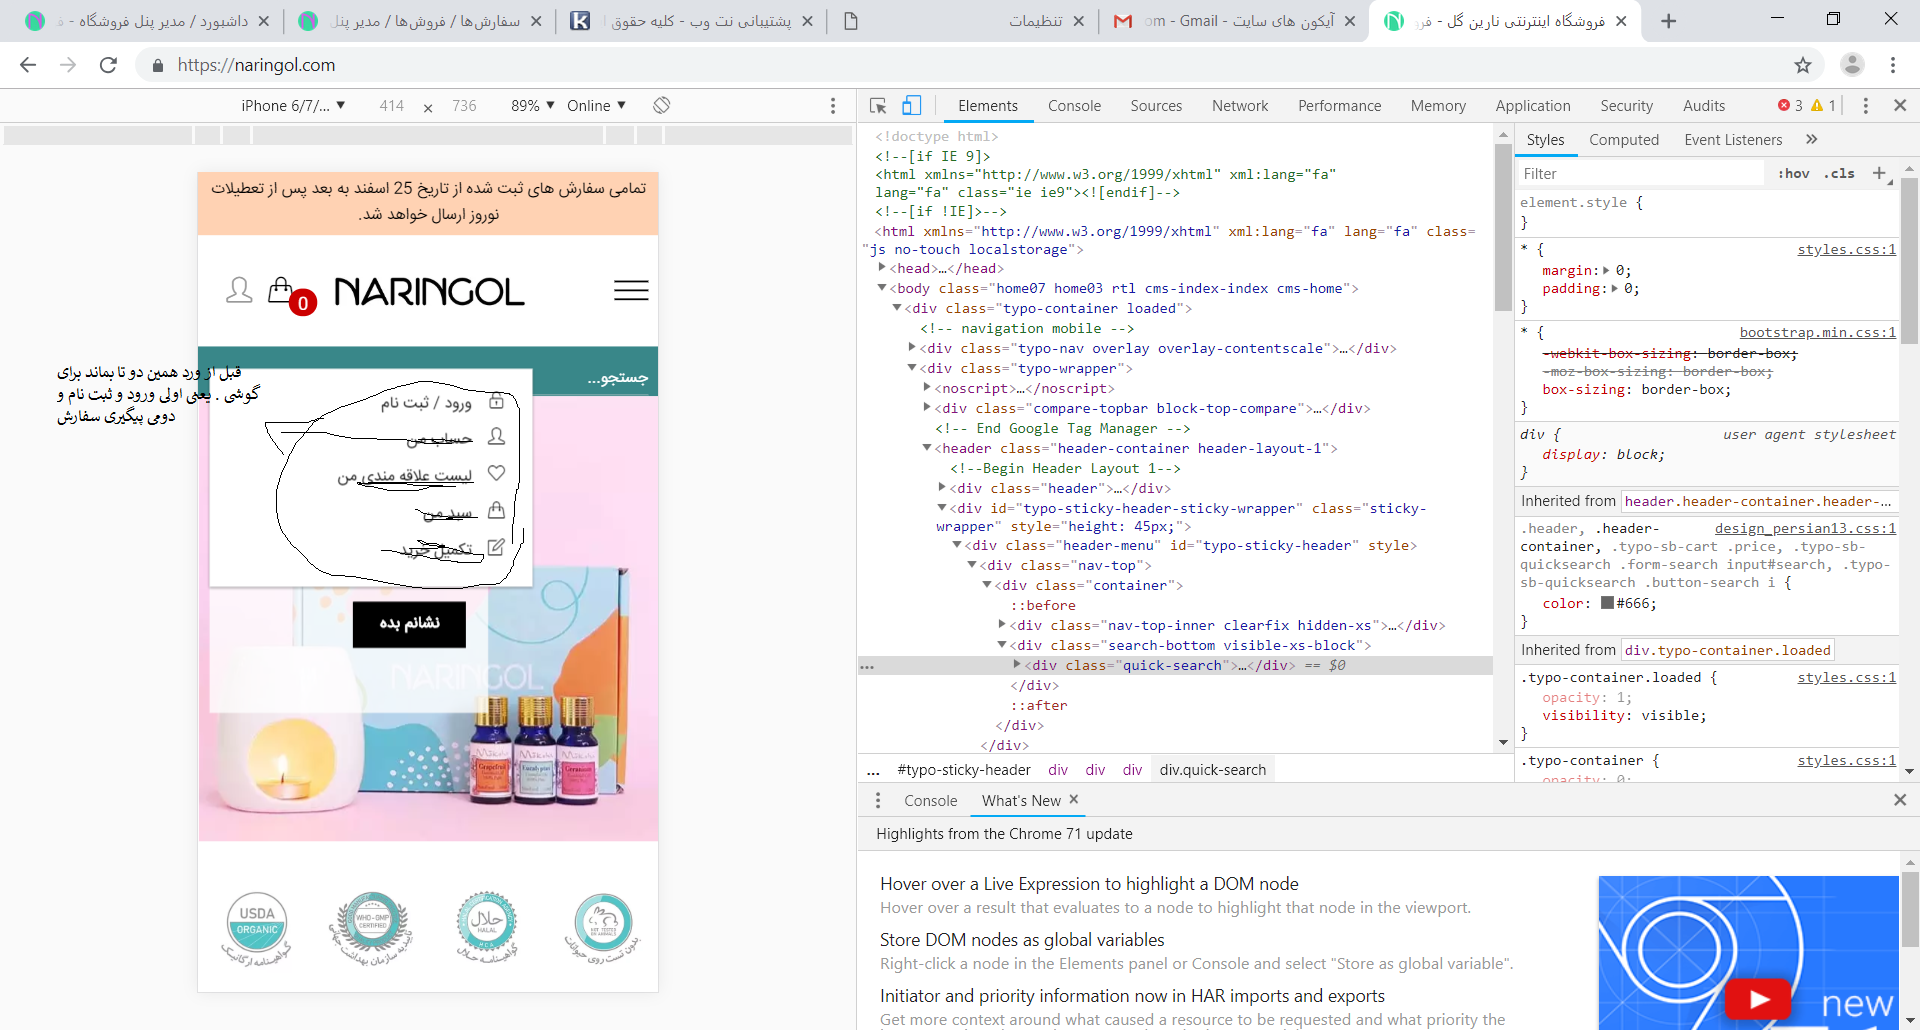 داشبورد / مدیر پنل فروشگاه - ف
سفارش‌ها / فروش‌ها / مدیر پنل
پشتیبانی نت وب - کلیه حقوق
تنظیمات
آیکون های سایت - om - Gmail
فروشگاه اینترنتی نارین گل - فرو
https://naringol.com
iPhone 6/7/... ▼ 414 × 736 89% ▼ Online ▼
تمامی سفارش های ثبت شده از تاریخ 25 اسفند به بعد پس از تعطیلات
نوروز ارسال خواهد شد.
0
NARINGOL
جستجو...
قبل از ورد همین دو تا بماند برای
گوشی . یعنی اولی ورود و ثبت نام و
دومی پیگیری سفارش
ورود / ثبت نام
حساب من
لیست علاقه مندی من
سبد من
تکمیل خرید
نشانم بده
NARINGOL
Grapefruit
Eucalyptus
Geranium
USDA
ORGANIC
گواهینامه ارگانیک
WHO-GMP
CERTIFIED
تاییدیه سازمان بهداشت جهانی
حلال
HALAL
گواهینامه حلال
NOT TESTED
ON ANIMALS
بدون تست روی حیوانات
Elements Console Sources Network Performance Memory Application Security Audits 3 1
<!doctype html>
<!--[if IE 9]>
<html xmlns="http://www.w3.org/1999/xhtml" xml:lang="fa"
lang="fa" class="ie ie9"><![endif]-->
<!--[if !IE]>-->
<html xmlns="http://www.w3.org/1999/xhtml" xml:lang="fa" lang="fa" class=
"js no-touch localstorage">
<head>…</head>
<body class="home07 home03 rtl cms-index-index cms-home">
<div class="typo-container loaded">
<!-- navigation mobile -->
<div class="typo-nav overlay overlay-contentscale">…</div>
<div class="typo-wrapper">
<noscript>…</noscript>
<div class="compare-topbar block-top-compare">…</div>
<!-- End Google Tag Manager -->
<header class="header-container header-layout-1">
<!--Begin Header Layout 1-->
<div class="header">…</div>
<div id="typo-sticky-header-sticky-wrapper" class="sticky-
wrapper" style="height: 45px;">
<div class="header-menu" id="typo-sticky-header" style>
<div class="nav-top">
<div class="container">
::before
<div class="nav-top-inner clearfix hidden-xs">…</div>
<div class="search-bottom visible-xs-block">
... <div class="quick-search">…</div> == $0
</div>
::after
</div>
</div>
... #typo-sticky-header div div div div.quick-search
Styles Computed Event Listeners »
Filter :hov .cls +
element.style {
}
* { styles.css:1
margin: 0;
padding: 0;
}
* { bootstrap.min.css:1
-webkit-box-sizing: border-box;
-moz-box-sizing: border-box;
box-sizing: border-box;
}
div { user agent stylesheet
display: block;
}
Inherited from header.header-container.header-…
.header, .header- design_persian13.css:1
container, .typo-sb-cart .price, .typo-sb-
quicksearch .form-search input#search, .typo-
sb-quicksearch .button-search i {
color: #666;
}
Inherited from div.typo-container.loaded
.typo-container.loaded { styles.css:1
opacity: 1;
visibility: visible;
}
.typo-container { styles.css:1
opacity: 0;
Console What's New ×
Highlights from the Chrome 71 update
Hover over a Live Expression to highlight a DOM node
Hover over a result that evaluates to a node to highlight that node in the viewport.
Store DOM nodes as global variables
Right-click a node in the Elements panel or Console and select "Store as global variable".
Initiator and priority information now in HAR imports and exports
Get more context around what caused a resource to be requested and what priority the
new